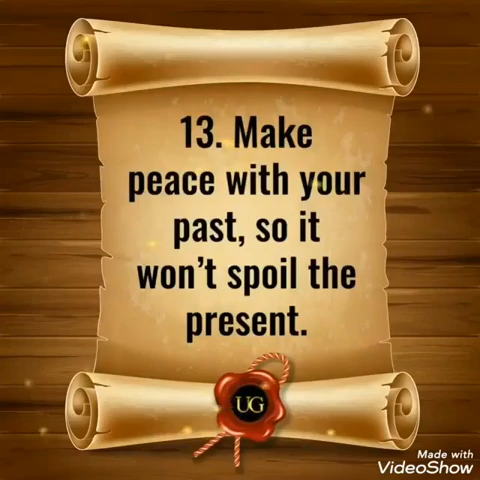 13. Make
peace with your
past, so it
won't spoil the
present.
UG
Made with
VideoShow